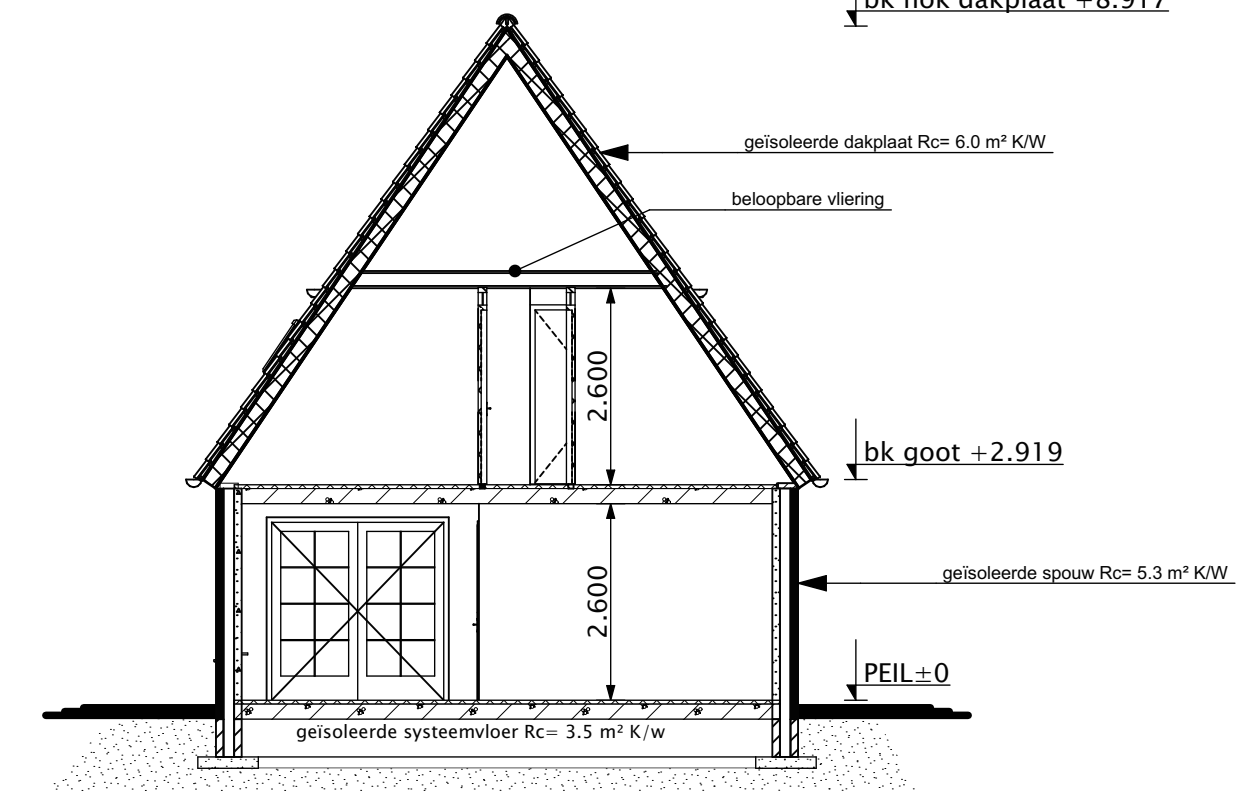 bk nok dakplaat +8.917
geïsoleerde dakplaat Rc= 6.0 m² K/W
beloopbare vliering
2.600
bk goot +2.919
geïsoleerde spouw Rc= 5.3 m² K/W
2.600
PEIL±0
geïsoleerde systeemvloer Rc= 3.5 m² K/w